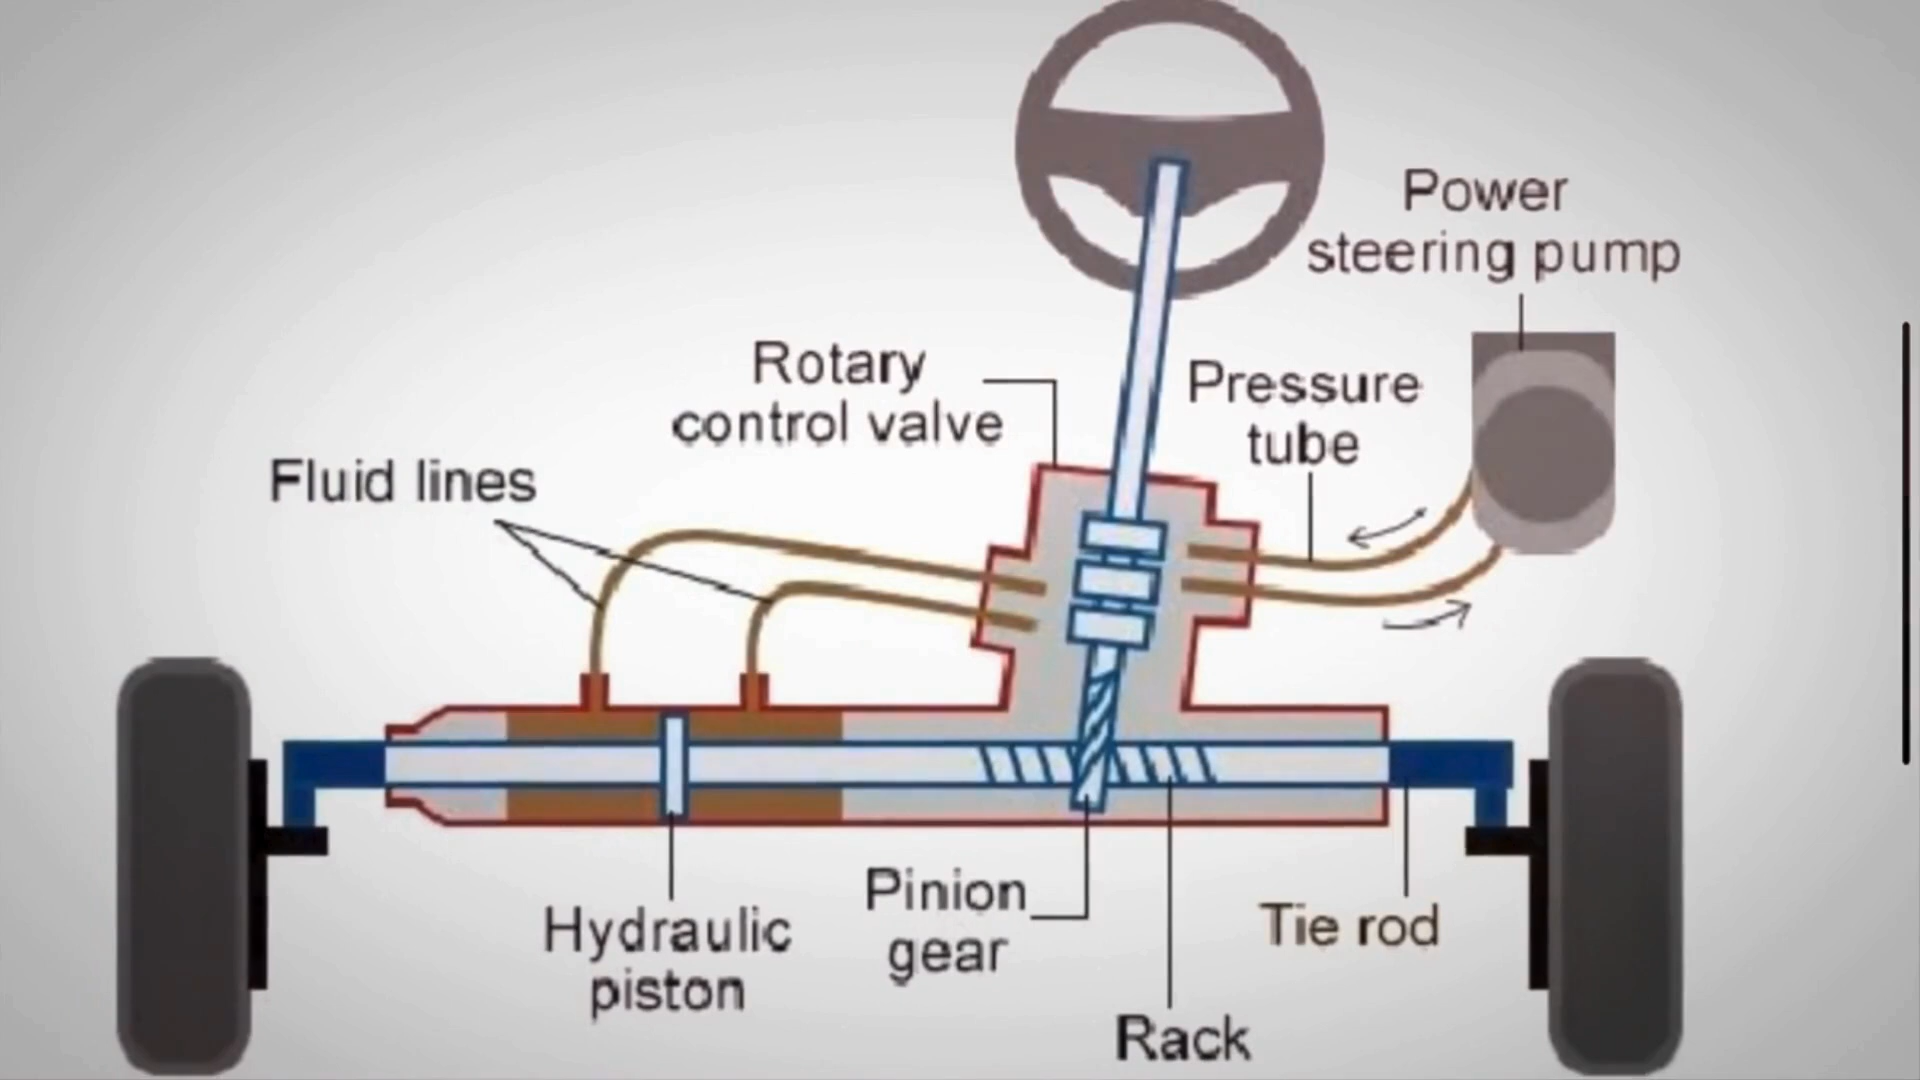 Power
steering pump
Rotary
control valve
Pressure
tube
Fluid lines
Hydraulic
piston
Pinion
gear
Tie rod
Rack